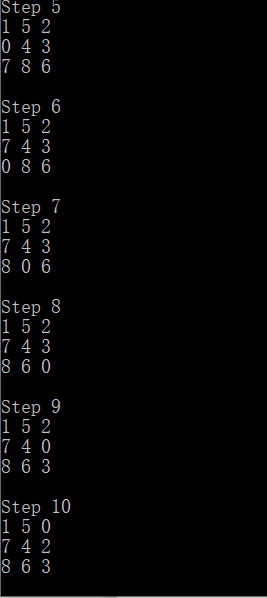 Step 5
1 5 2
0 4 3
7 8 6
Step 6
1 5 2
7 4 3
0 8 6
Step 7
1 5 2
7 4 3
8 0 6
Step 8
1 5 2
7 4 3
8 6 0
Step 9
1 5 2
7 4 0
8 6 3
Step 10
1 5 0
7 4 2
8 6 3